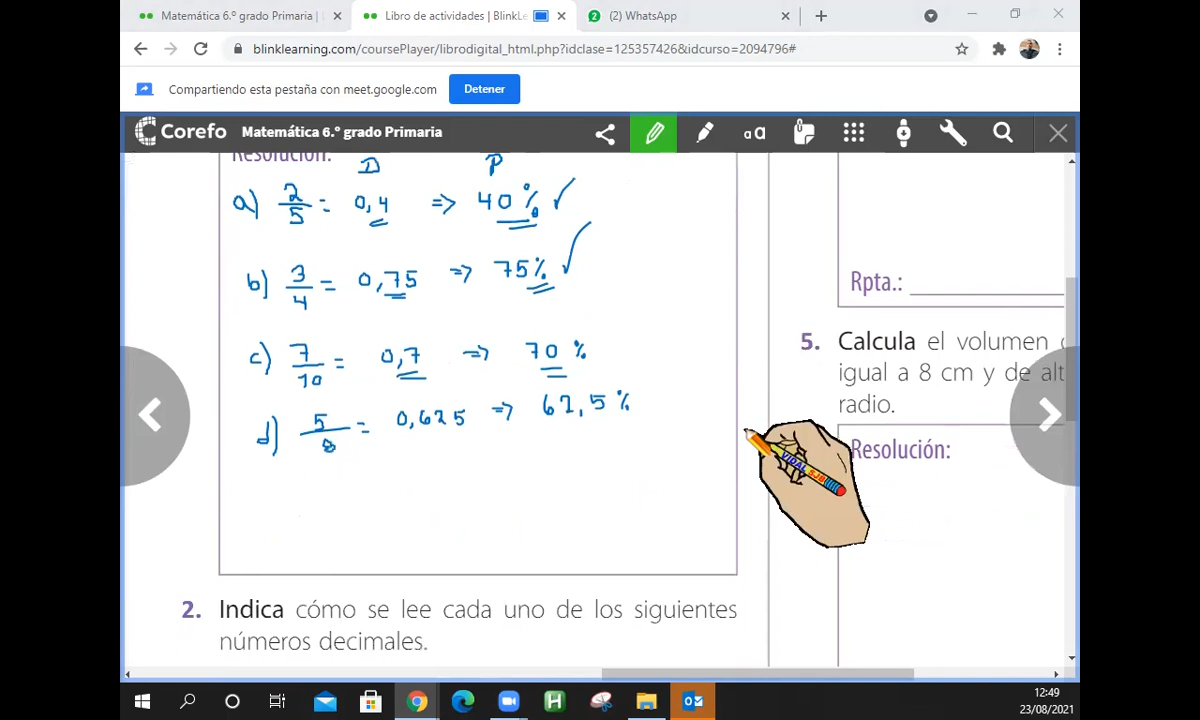 Matemática 6.º grado Primaria | Libro de actividades | BlinkLe (2) WhatsApp
blinklearning.com/coursePlayer/librodigital_html.php?idclase=125357426&idcurso=2094796#
Compartiendo esta pestaña con meet.google.com Detener
Corefo Matemática 6.º grado Primaria aA
Resolución: D P
a) 2/5 = 0,4 => 40% ✓
b) 3/4 = 0,75 => 75% ✓
c) 7/10 = 0,7 => 70 %
d) 5/8 = 0,625 => 62,5 %
2. Indica cómo se lee cada uno de los siguientes
números decimales.
Rpta.:
5. Calcula el volumen
igual a 8 cm y de alt
radio.
Resolución:
VIDAL SJB
12:49
23/08/2021